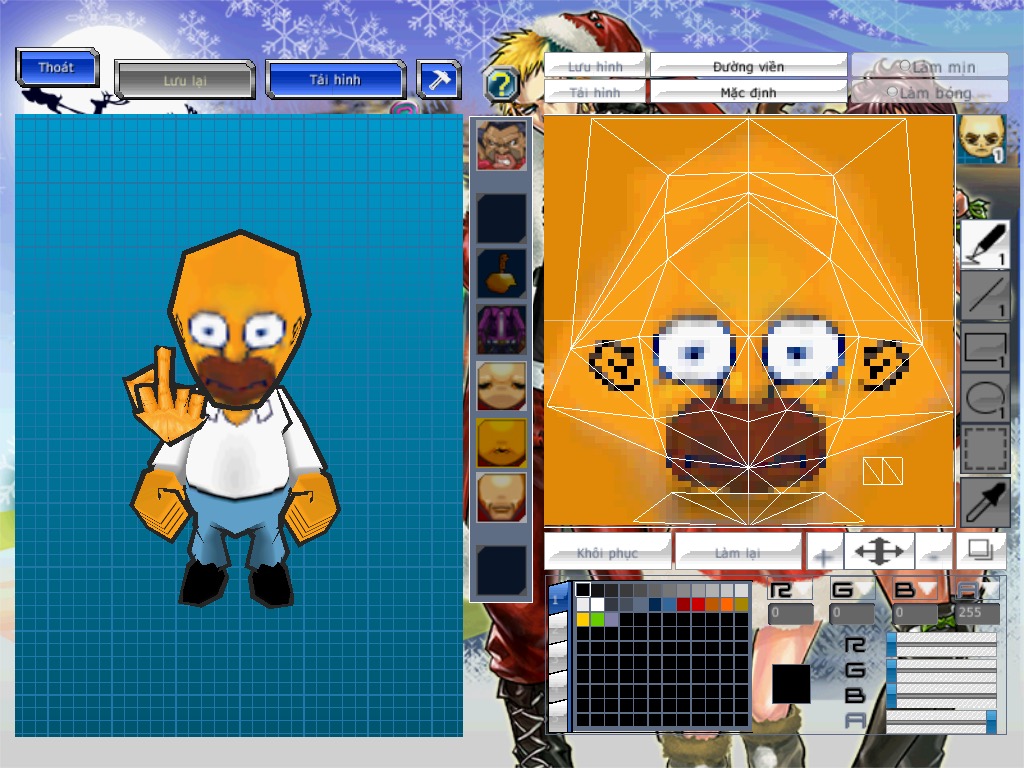 Thoát
Lưu lại
Tải hình
?
Lưu hình
Đường viền
Làm mịn
Tải hình
Mặc định
Làm bóng
1
1
1
1
1
Khôi phục
Làm lại
+
-
1
R G B A
0 0 0 255
R
G
B
A